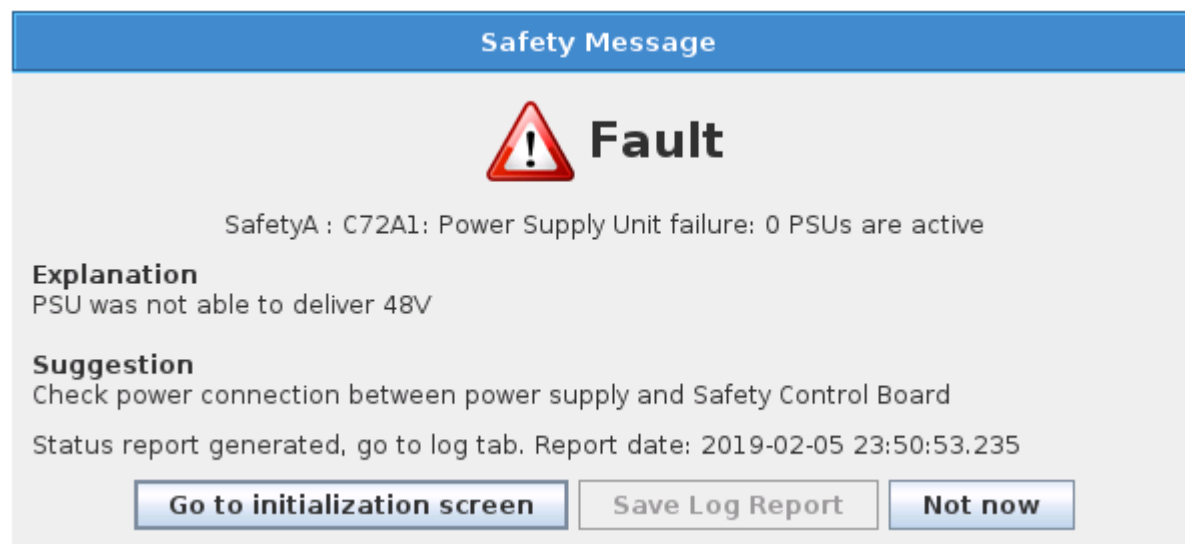 Safety Message
Fault
SafetyA : C72A1: Power Supply Unit failure: 0 PSUs are active
Explanation
PSU was not able to deliver 48V
Suggestion
Check power connection between power supply and Safety Control Board
Status report generated, go to log tab. Report date: 2019-02-05 23:50:53.235
Go to initialization screen Save Log Report Not now